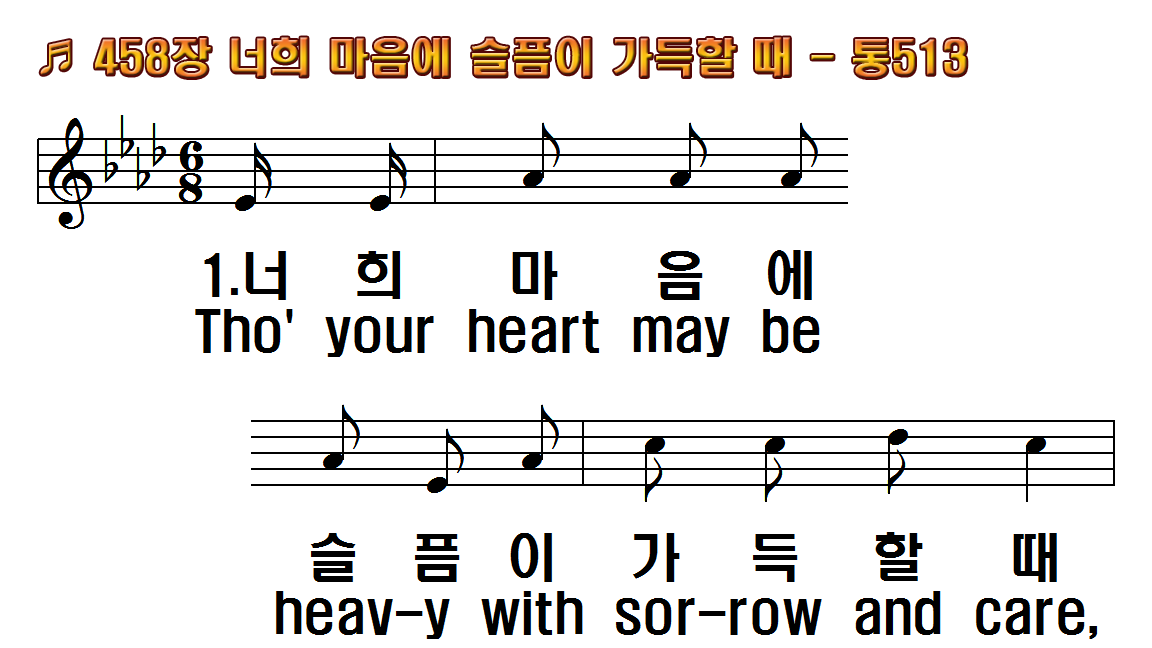 ♬ 458장 너희 마음에 슬픔이 가득할 때 - 통513
6
8
1.너 희 마 음 에
Tho' your heart may be
슬 픔 이 가 득 할 때
heav-y with sor-row and care,